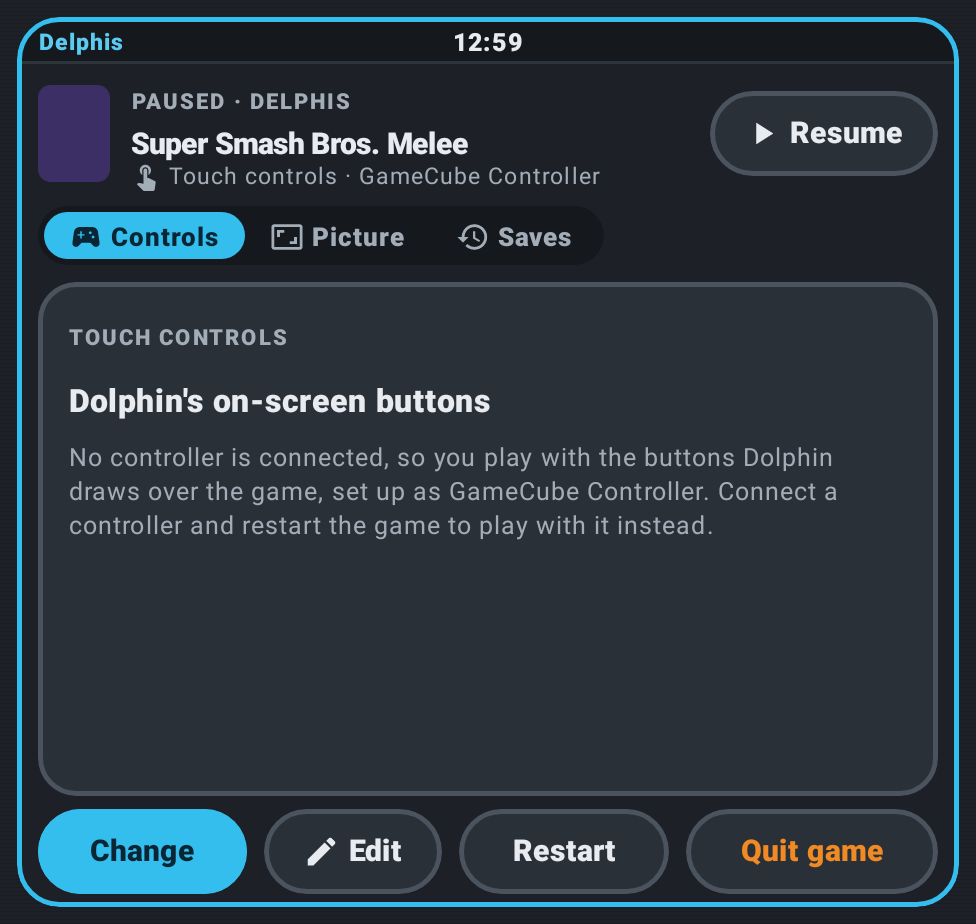 Delphis
12:59
PAUSED · DELPHIS
Super Smash Bros. Melee
Touch controls · GameCube Controller
Resume
Controls
Picture
Saves
TOUCH CONTROLS
Dolphin's on-screen buttons
No controller is connected, so you play with the buttons Dolphin
draws over the game, set up as GameCube Controller. Connect a
controller and restart the game to play with it instead.
Change
Edit
Restart
Quit game